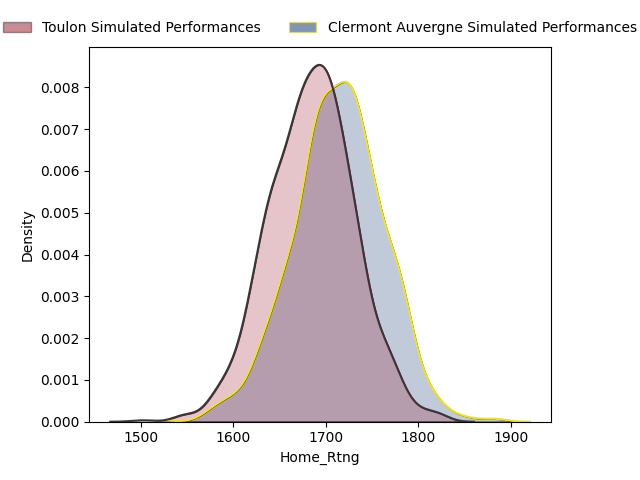 Toulon Simulated Performances
Clermont Auvergne Simulated Performances
0.008
0.007
0.006
0.005
0.004
0.003
0.002
0.001
0.000
Density
1500 1600 1700 1800 1900
Home_Rtng